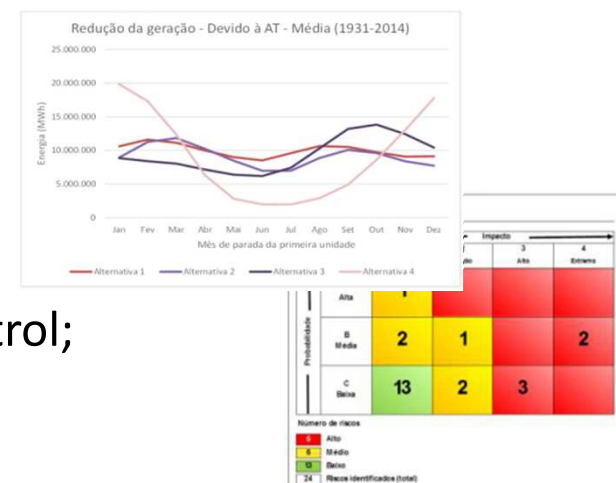 Redução da geração - Devido à AT - Média (1931-2014)
25.000.000
20.000.000
15.000.000
10.000.000
5.000.000
0
Energia (MWh)
Jan Fev Mar Abr Mai Jun Jul Ago Set Out Nov Dez
Mês de parada da primeira unidade
Alternativa 1 Alternativa 2 Alternativa 3 Alternativa 4
trol;
Impacto
3 4
Alto Extremo
Probabilidade
Alta 1
B
Média 2 1 2
C
Baixa 13 2 3
Número de riscos
Alto
6 Médio
13 Baixo
24 Riscos identificados (total)